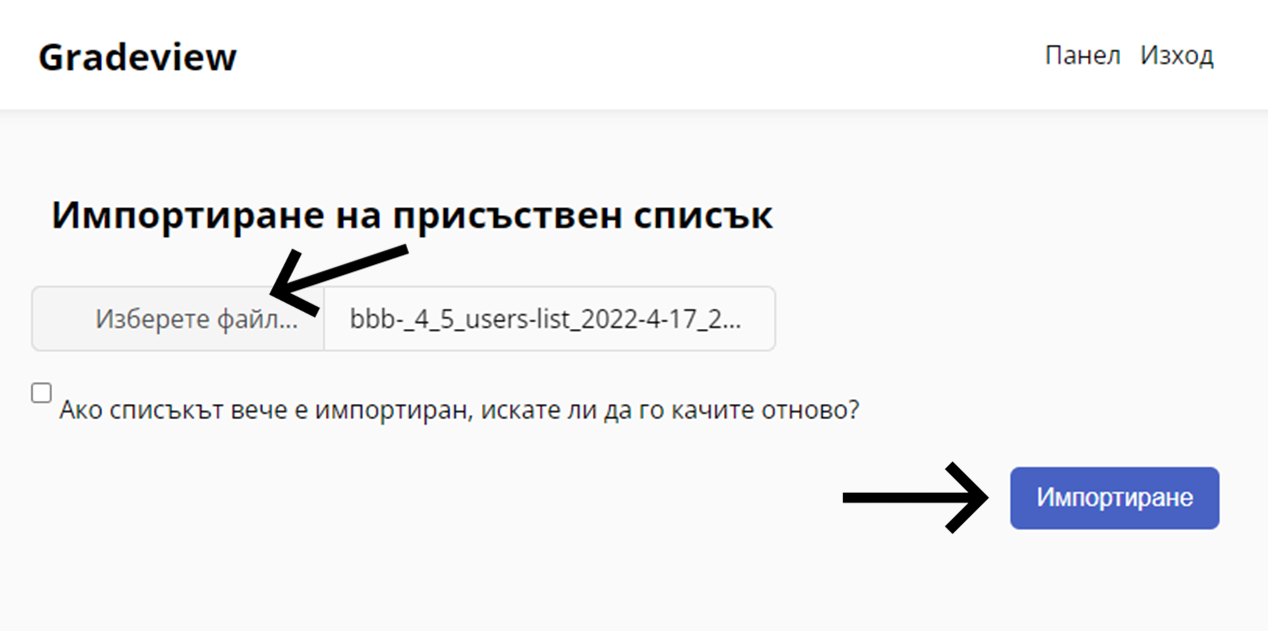 Gradeview
Панел Изход
Импортиране на присъствен списък
Изберете файл... bbb-_4_5_users-list_2022-4-17_2...
Ако списъкът вече е импортиран, искате ли да го качите отново?
Импортиране